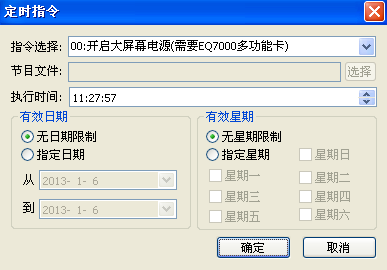 定时指令
指令选择: 00:开启大屏幕电源(需要EQ7000多功能卡)
节目文件: 选择
执行时间: 11:27:57
有效日期
无日期限制
指定日期
从 2013- 1- 6
到 2013- 1- 6
有效星期
无星期限制
指定星期 星期日
星期一 星期二
星期三 星期四
星期五 星期六
确定 取消